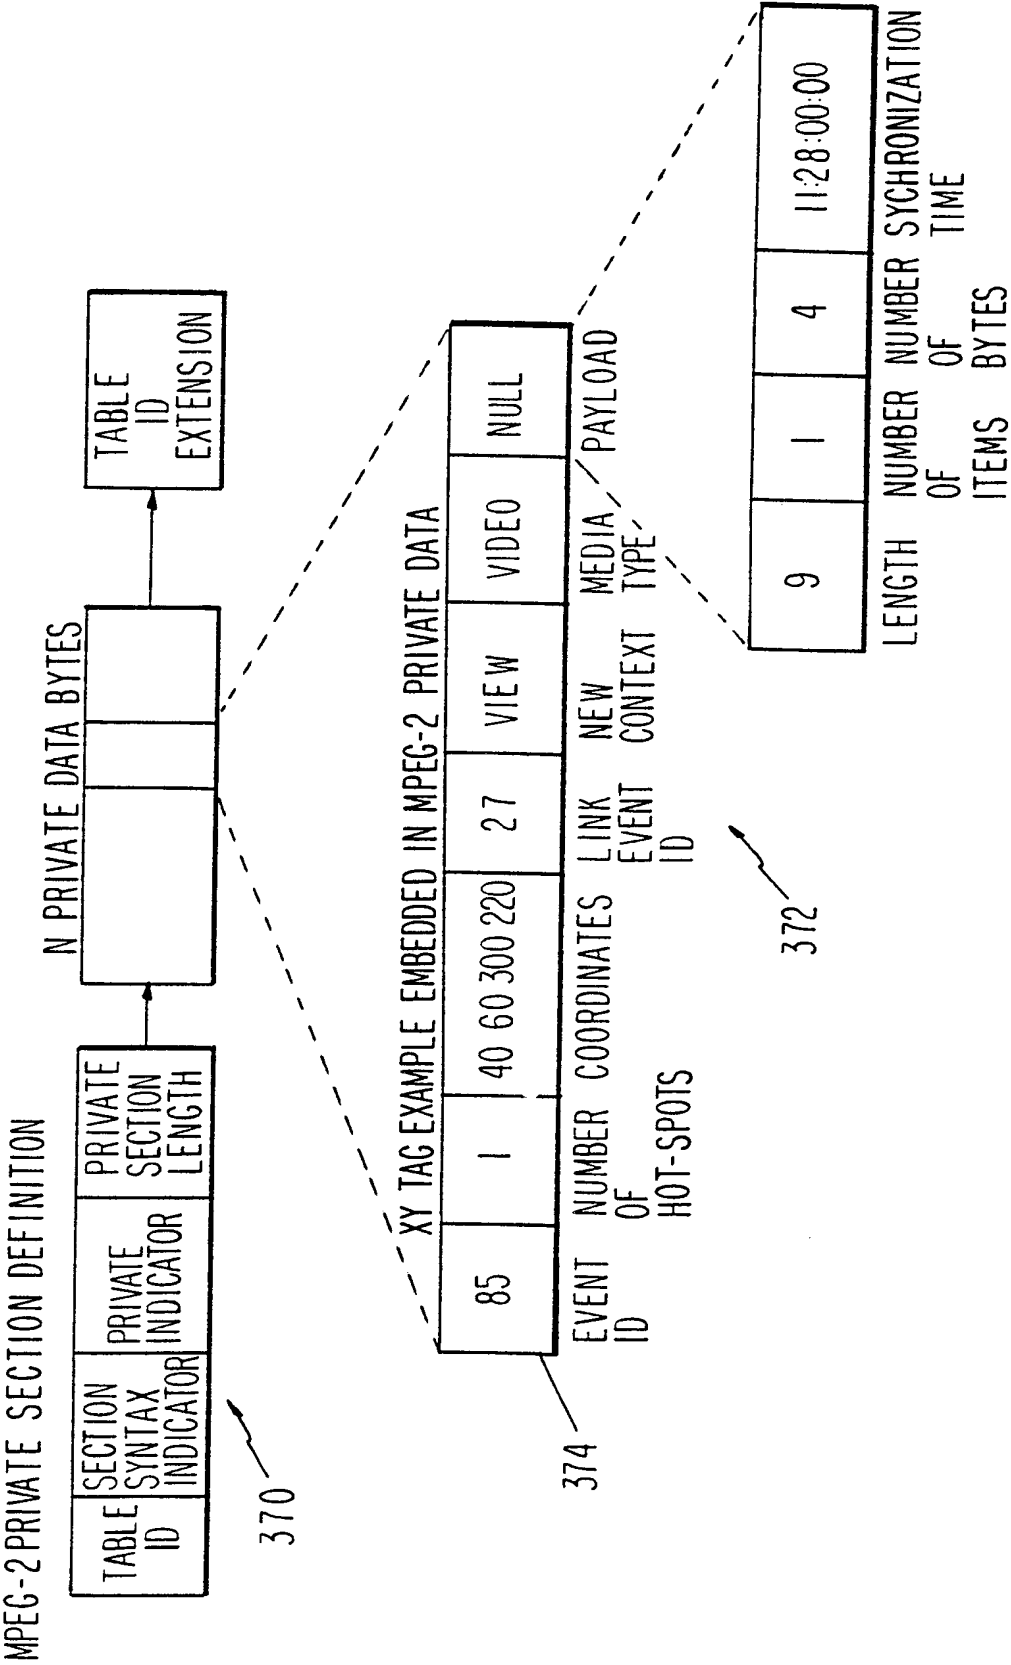 MPEG-2 PRIVATE SECTION DEFINITION
TABLE
ID
SECTION
SYNTAX
INDICATOR
PRIVATE
INDICATOR
PRIVATE
SECTION
LENGTH
N PRIVATE DATA BYTES
TABLE
ID
EXTENSION
370
XY TAG EXAMPLE EMBEDDED IN MPEG-2 PRIVATE DATA
85
1
40 60 300 220
27
VIEW
VIDEO
NULL
EVENT
ID
NUMBER
OF
HOT-SPOTS
COORDINATES
LINK
EVENT
ID
NEW
CONTEXT
MEDIA
TYPE
PAYLOAD
374
372
9
1
4
11:28:00:00
LENGTH
NUMBER
OF
ITEMS
NUMBER
OF
BYTES
SYCHRONIZATION
TIME